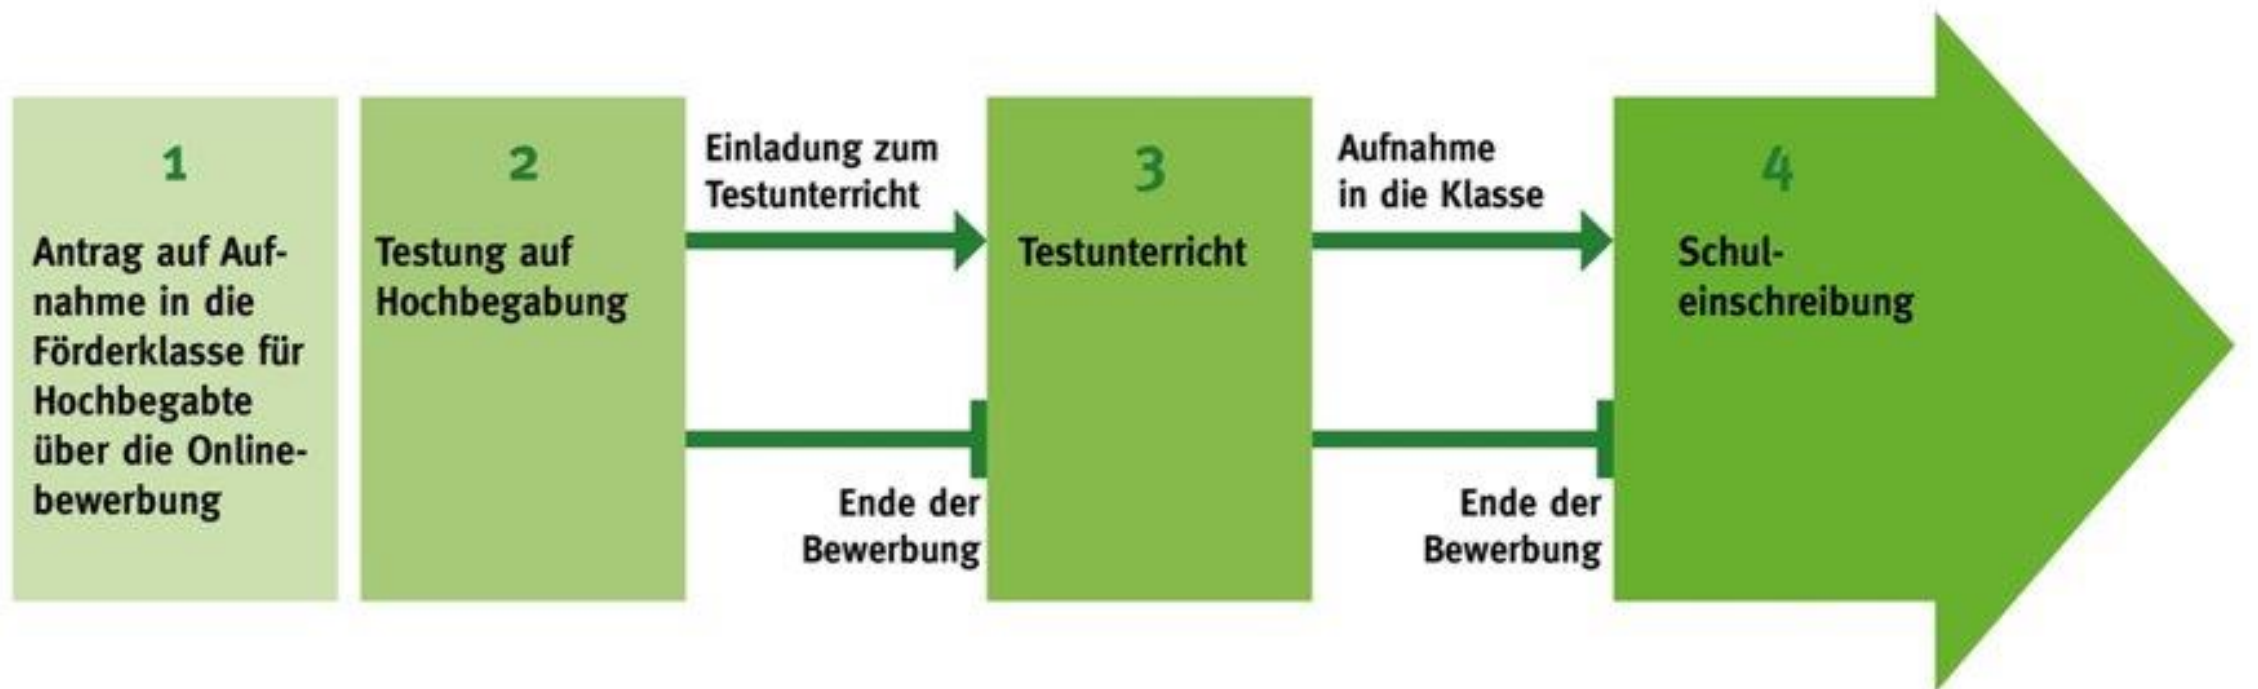 1
Antrag auf Auf-
nahme in die
Förderklasse für
Hochbegabte
über die Online-
bewerbung
2
Testung auf
Hochbegabung
Einladung zum
Testunterricht
Ende der
Bewerbung
3
Testunterricht
Aufnahme
in die Klasse
Ende der
Bewerbung
4
Schul-
einschreibung